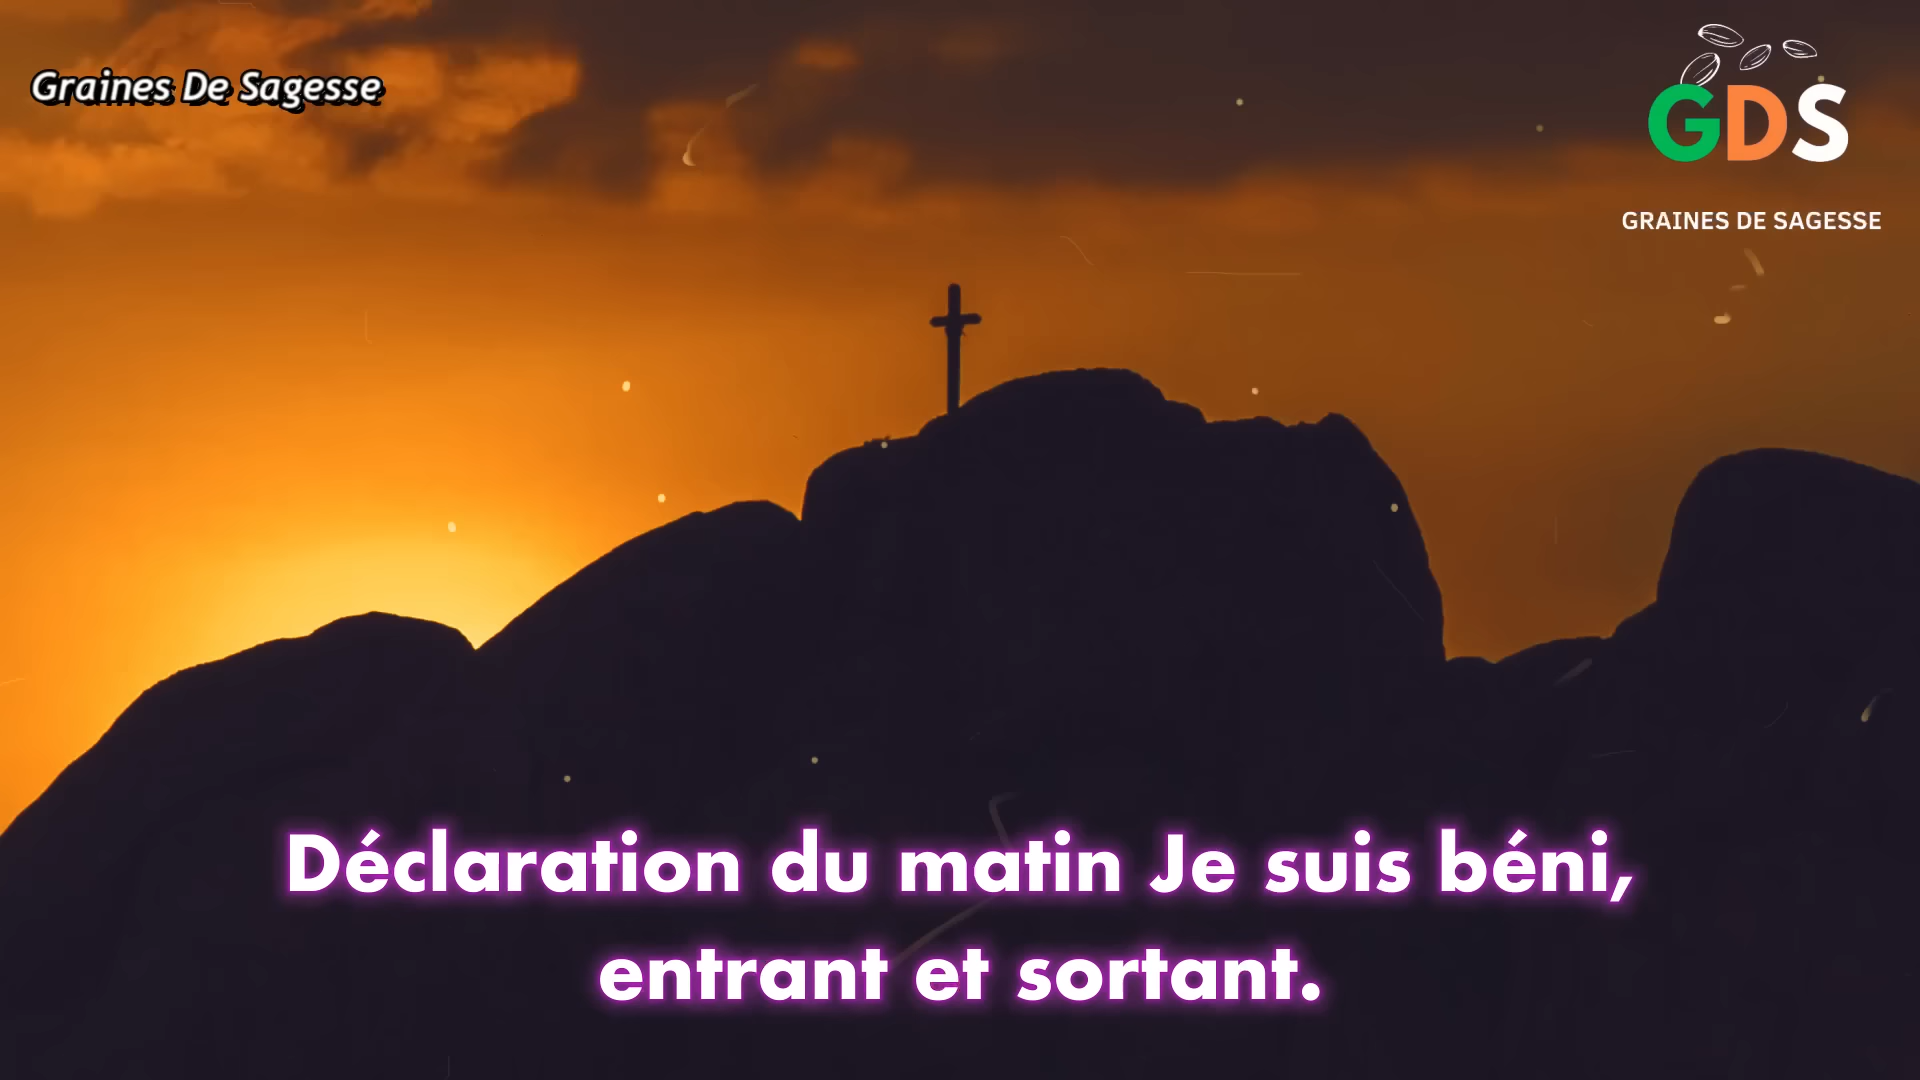 Graines De Sagesse
GDS
GRAINES DE SAGESSE
Déclaration du matin Je suis béni,
entrant et sortant.